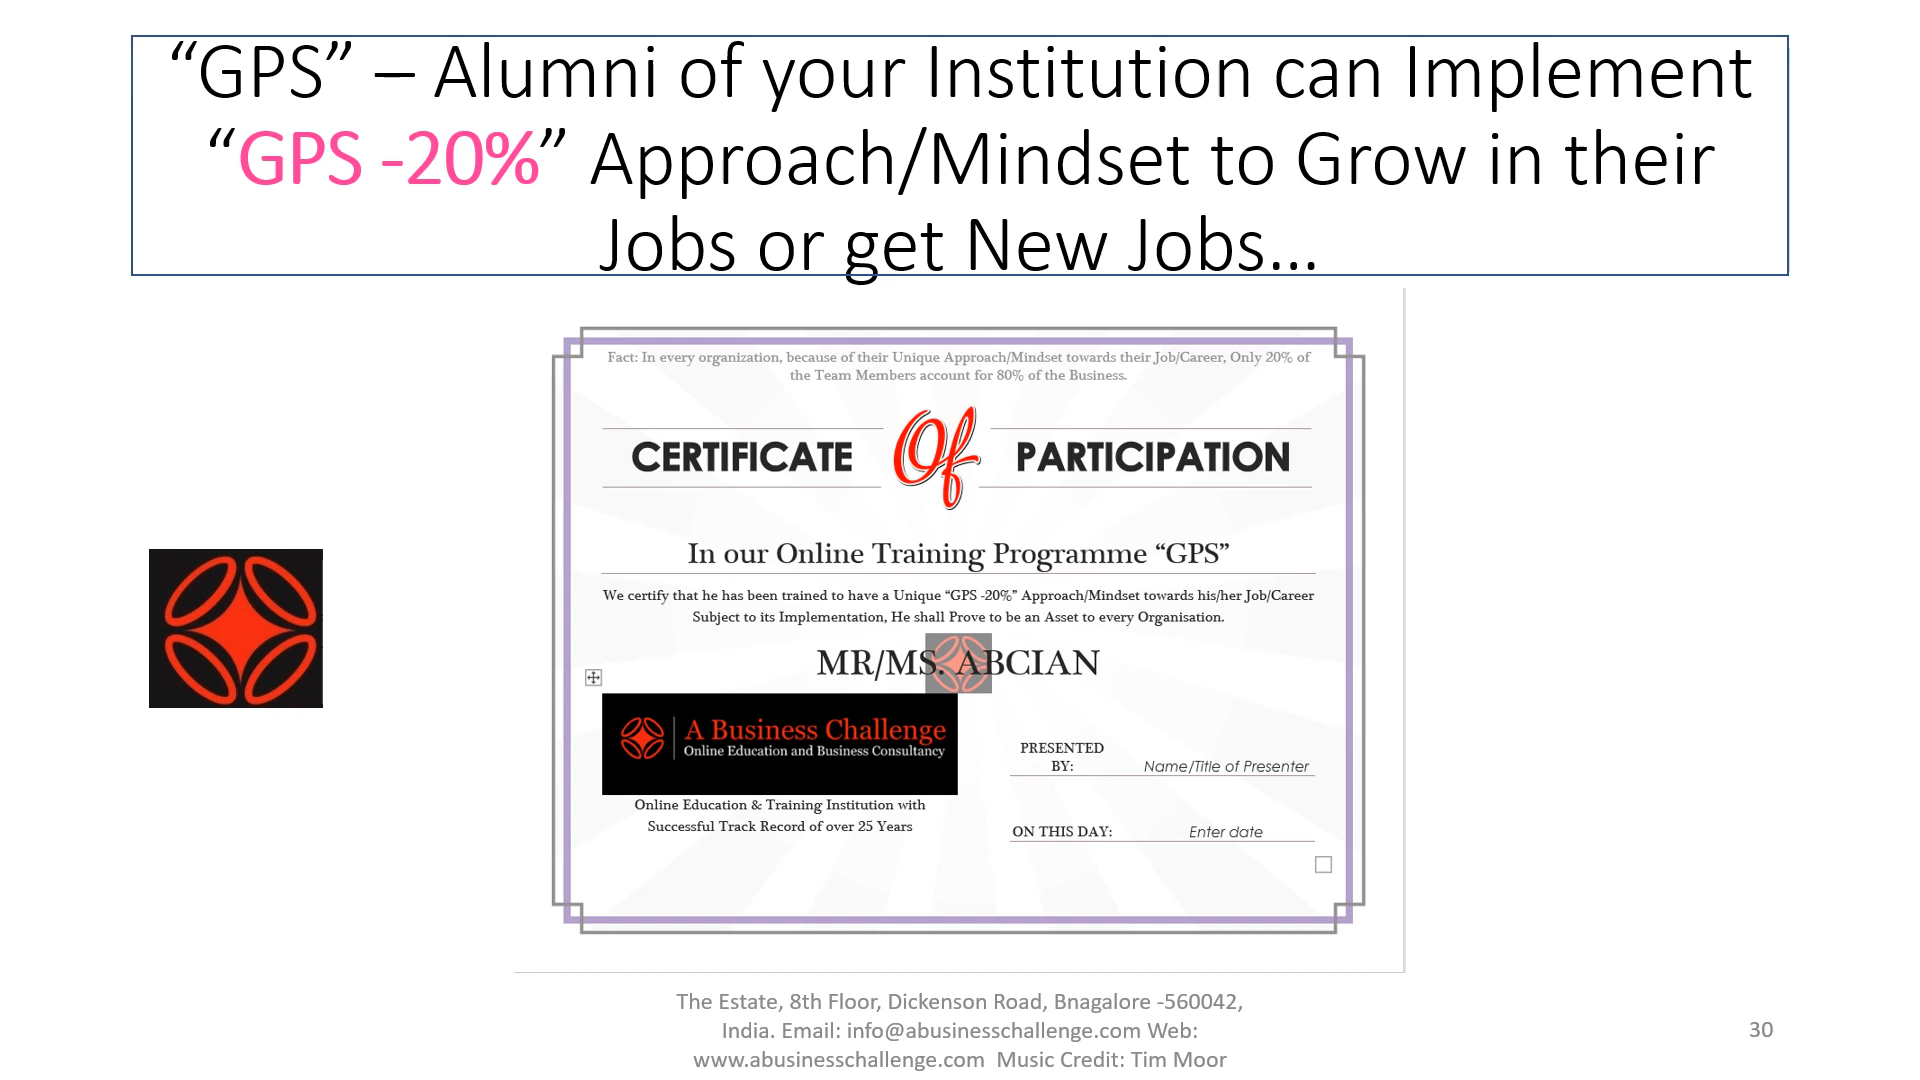 “GPS” – Alumni of your Institution can Implement
“GPS -20%” Approach/Mindset to Grow in their
Jobs or get New Jobs…
Fact: In every organization, because of their Unique Approach/Mindset towards their Job/Career, Only 20% of
the Team Members account for 80% of the Business.
CERTIFICATE Of PARTICIPATION
In our Online Training Programme “GPS”
We certify that he has been trained to have a Unique “GPS -20%” Approach/Mindset towards his/her Job/Career
Subject to its Implementation, He shall Prove to be an Asset to every Organisation.
MR/MS. ABCIAN
A Business Challenge
Online Education and Business Consultancy
Online Education & Training Institution with
Successful Track Record of over 25 Years
PRESENTED
BY: Name/Title of Presenter
ON THIS DAY: Enter date
The Estate, 8th Floor, Dickenson Road, Bnagalore -560042,
India. Email: info@abusinesschallenge.com Web:
www.abusinesschallenge.com Music Credit: Tim Moor
30